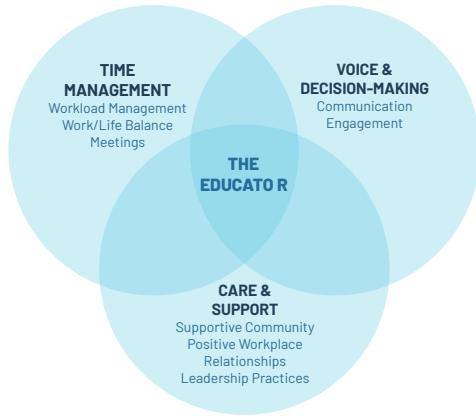 TIME
MANAGEMENT
Workload Management
Work/Life Balance
Meetings
VOICE &
DECISION-MAKING
Communication
Engagement
THE
EDUCATO R
CARE &
SUPPORT
Supportive Community
Positive Workplace
Relationships
Leadership Practices